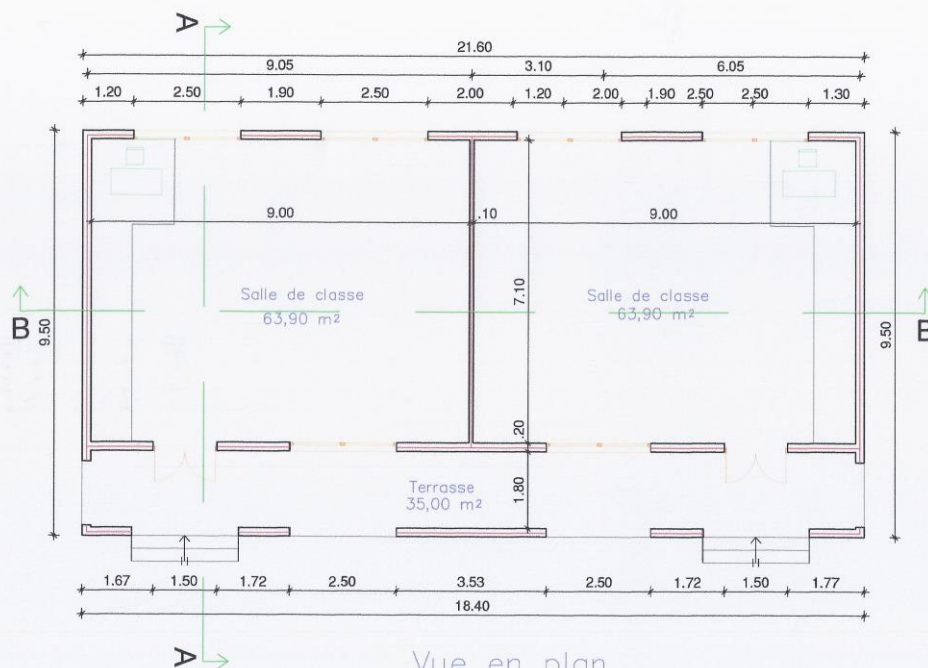 A
21.60
9.05 3.10 6.05
1.20 2.50 1.90 2.50 2.00 1.20 2.00 1.90 2.50 2.50 1.30
9.00 .10 9.00
Salle de classe
63,90 m²
Salle de classe
63,90 m²
7.10
B
B
9.50
9.50
.20
Terrasse
35,00 m²
1.80
1.67 1.50 1.72 2.50 3.53 2.50 1.72 1.50 1.77
18.40
A
Vue en plan